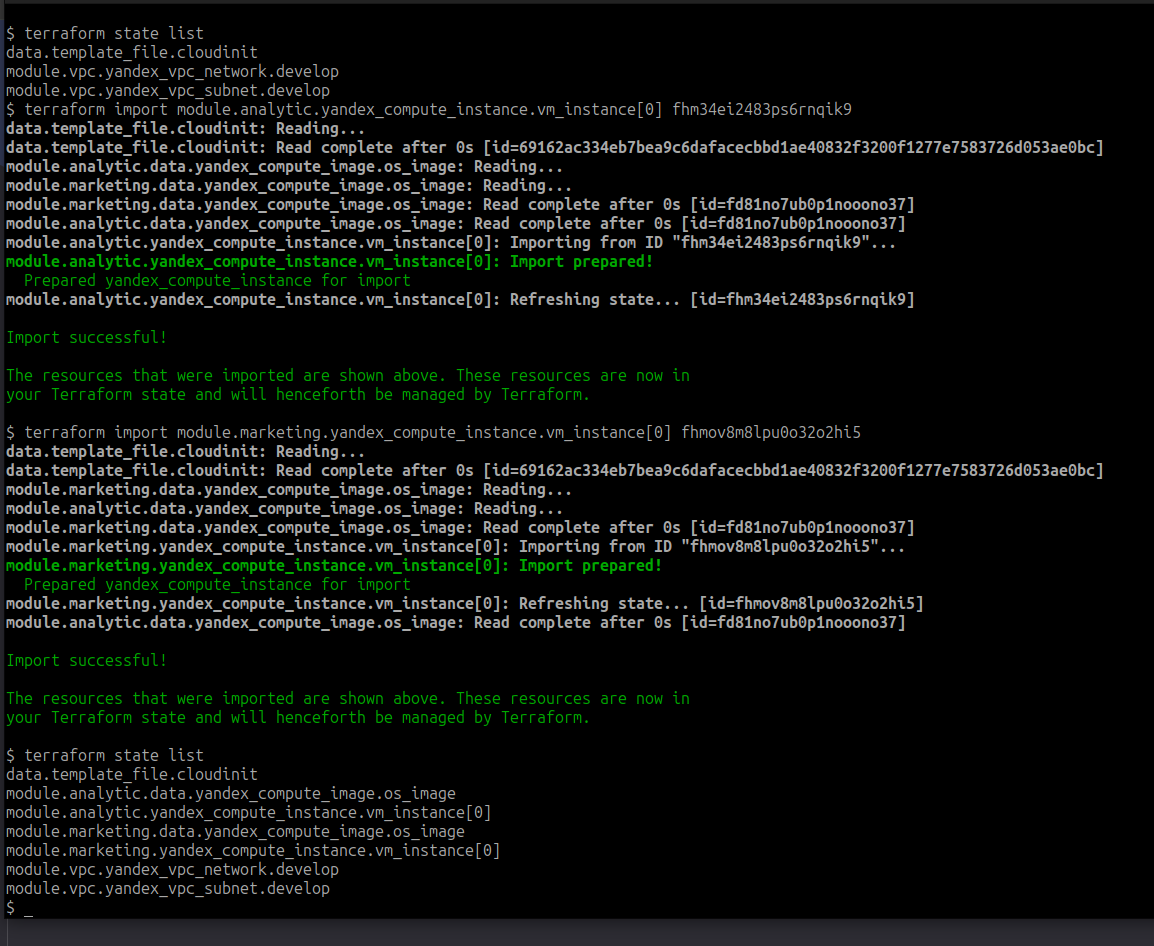 $ terraform state list
data.template_file.cloudinit
module.vpc.yandex_vpc_network.develop
module.vpc.yandex_vpc_subnet.develop
$ terraform import module.analytic.yandex_compute_instance.vm_instance[0] fhm34ei2483ps6rnqik9
data.template_file.cloudinit: Reading...
data.template_file.cloudinit: Read complete after 0s [id=69162ac334eb7bea9c6dafacecbbd1ae40832f3200f1277e7583726d053ae0bc]
module.analytic.data.yandex_compute_image.os_image: Reading...
module.marketing.data.yandex_compute_image.os_image: Reading...
module.marketing.data.yandex_compute_image.os_image: Read complete after 0s [id=fd81no7ub0p1nooono37]
module.analytic.data.yandex_compute_image.os_image: Read complete after 0s [id=fd81no7ub0p1nooono37]
module.analytic.yandex_compute_instance.vm_instance[0]: Importing from ID "fhm34ei2483ps6rnqik9"...
module.analytic.yandex_compute_instance.vm_instance[0]: Import prepared!
  Prepared yandex_compute_instance for import
module.analytic.yandex_compute_instance.vm_instance[0]: Refreshing state... [id=fhm34ei2483ps6rnqik9]
Import successful!
The resources that were imported are shown above. These resources are now in
your Terraform state and will henceforth be managed by Terraform.
$ terraform import module.marketing.yandex_compute_instance.vm_instance[0] fhmov8m8lpu0o32o2hi5
data.template_file.cloudinit: Reading...
data.template_file.cloudinit: Read complete after 0s [id=69162ac334eb7bea9c6dafacecbbd1ae40832f3200f1277e7583726d053ae0bc]
module.marketing.data.yandex_compute_image.os_image: Reading...
module.analytic.data.yandex_compute_image.os_image: Reading...
module.marketing.data.yandex_compute_image.os_image: Read complete after 0s [id=fd81no7ub0p1nooono37]
module.marketing.yandex_compute_instance.vm_instance[0]: Importing from ID "fhmov8m8lpu0o32o2hi5"...
module.marketing.yandex_compute_instance.vm_instance[0]: Import prepared!
  Prepared yandex_compute_instance for import
module.marketing.yandex_compute_instance.vm_instance[0]: Refreshing state... [id=fhmov8m8lpu0o32o2hi5]
module.analytic.data.yandex_compute_image.os_image: Read complete after 0s [id=fd81no7ub0p1nooono37]
Import successful!
The resources that were imported are shown above. These resources are now in
your Terraform state and will henceforth be managed by Terraform.
$ terraform state list
data.template_file.cloudinit
module.analytic.data.yandex_compute_image.os_image
module.analytic.yandex_compute_instance.vm_instance[0]
module.marketing.data.yandex_compute_image.os_image
module.marketing.yandex_compute_instance.vm_instance[0]
module.vpc.yandex_vpc_network.develop
module.vpc.yandex_vpc_subnet.develop
$ _